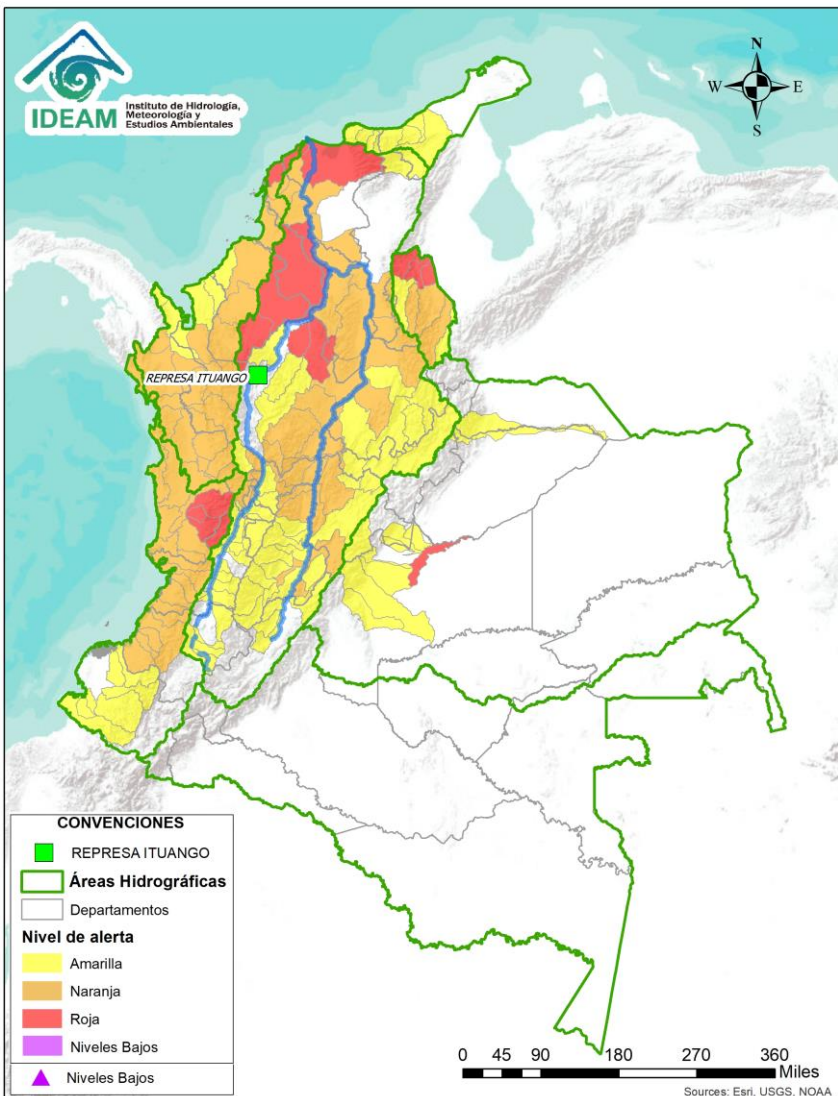 IDEAM
Instituto de Hidrología,
Meteorología y
Estudios Ambientales
N
W
E
S
REPRESA ITUANGO
CONVENCIONES
REPRESA ITUANGO
Áreas Hidrográficas
Departamentos
Nivel de alerta
Amarilla
Naranja
Roja
Niveles Bajos
Niveles Bajos
0 45 90 180 270 360
Miles
Sources: Esri, USGS, NOAA